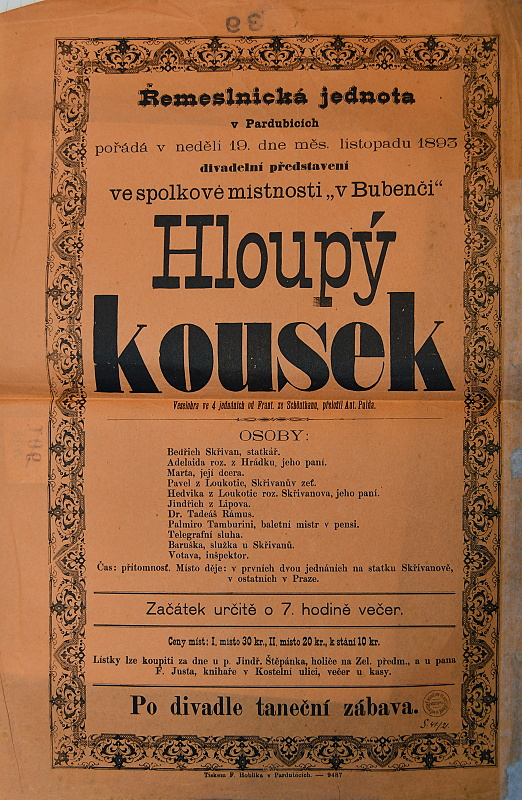 39
Řemeslnická jednota
v Pardubicích
pořádá v neděli 19. dne měs. listopadu 1893
divadelní představení
ve spolkové místnosti „v Bubenči“
Hloupý
kousek
Veselohra ve 4 jednáních od Frant. ze Schönthanu, přeložil Ant. Pulda.
OSOBY:
Bedřich Skřivan, statkář.
Adelaida roz. z Hrádku, jeho paní.
Marta, její dcera.
Pavel z Loukotic, Skřivanův zeť.
Hedvika z Loukotic roz. Skřivanova, jeho paní.
Jindřich z Lipova.
Dr. Tadeáš Rámus.
Palmiro Tamburini, baletní mistr v pensi.
Telegrafní sluha.
Baruška, služka u Skřivanů.
Votava, inšpektor.
Čas: přítomnosť. Místo děje: v prvních dvou jednáních na statku Skřivanově,
v ostatních v Praze.
Začátek určitě o 7. hodině večer.
Ceny míst: I. místo 30 kr., II. místo 20 kr., k stání 10 kr.
Lístky lze koupiti za dne u p. Jindř. Štěpánka, holiče na Zel. předm., a u pana
F. Justa, knihaře v Kostelní ulici, večer u kasy.
Po divadle taneční zábava.
Tiskem F. Hoblíka v Pardubicích. — 9487